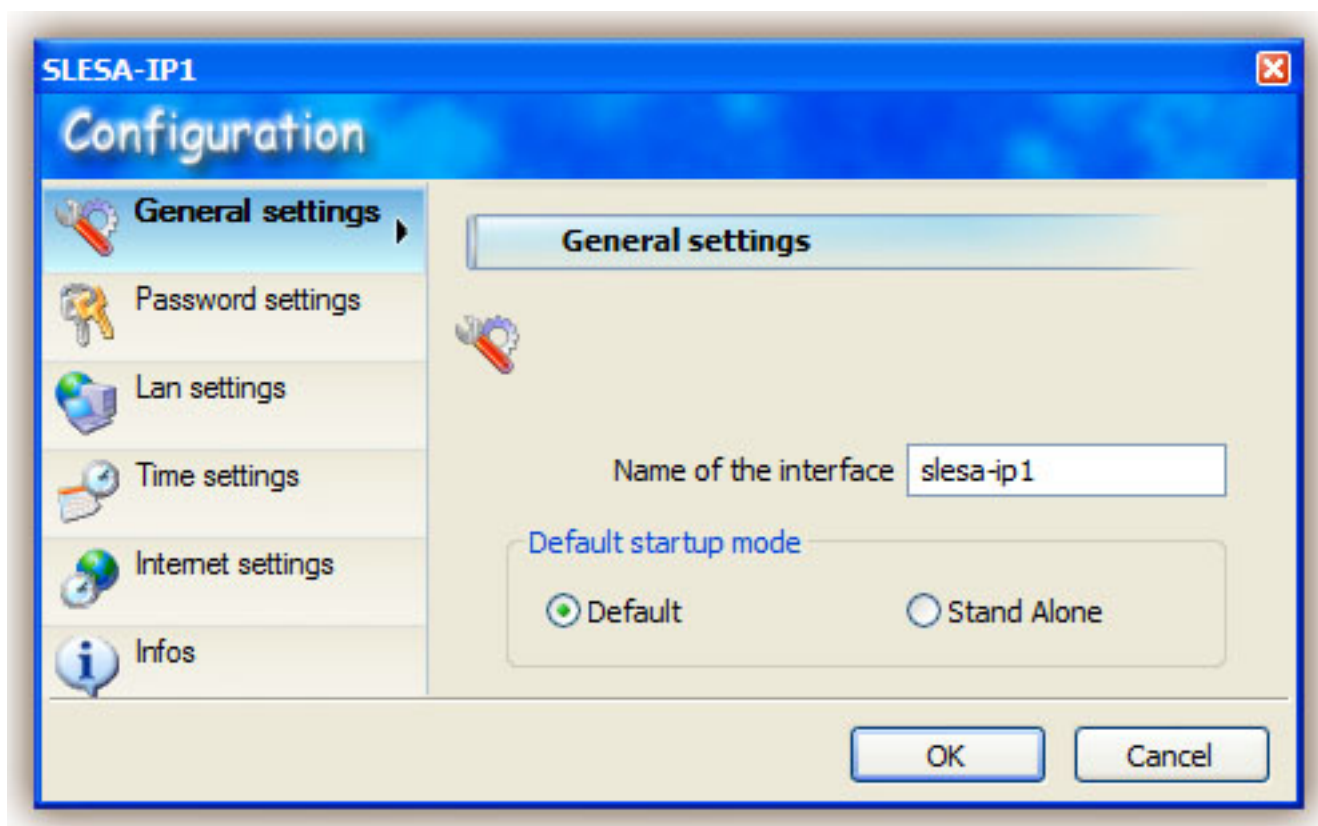 SLESA-IP1
Configuration
General settings
Password settings
Lan settings
Time settings
Internet settings
Infos
General settings
Name of the interface slesa-ip1
Default startup mode
Default Stand Alone
OK Cancel